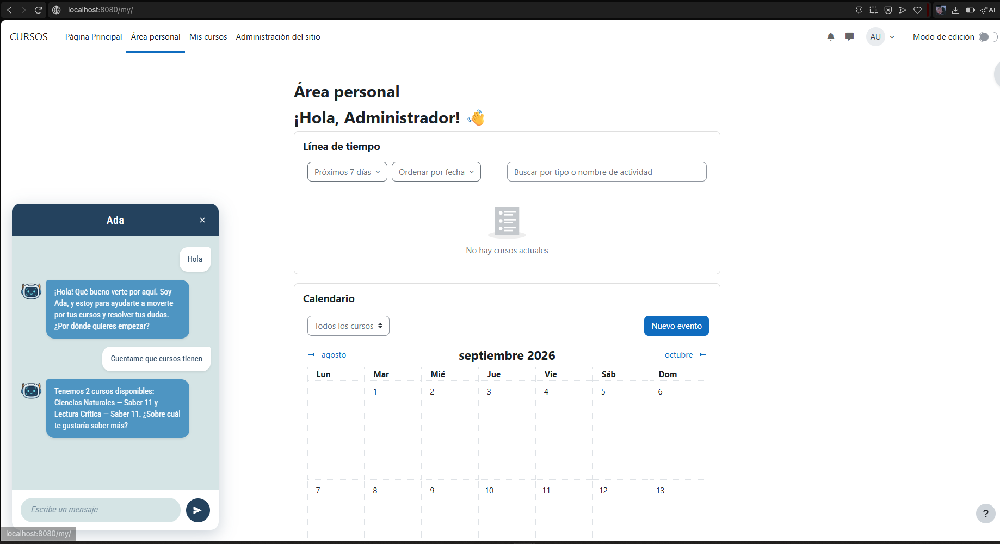 localhost:8080/my/
AI
CURSOS
Página Principal
Área personal
Mis cursos
Administración del sitio
AU
Modo de edición
Área personal
¡Hola, Administrador! 👋
Línea de tiempo
Próximos 7 días
Ordenar por fecha
Buscar por tipo o nombre de actividad
No hay cursos actuales
Calendario
Todos los cursos
Nuevo evento
agosto
septiembre 2026
octubre
Lun Mar Mié Jue Vie Sáb Dom
1 2 3 4 5 6
7 8 9 10 11 12 13
Ada
×
Hola
¡Hola! Qué bueno verte por aquí. Soy
Ada, y estoy para ayudarte a moverte
por tus cursos y resolver tus dudas.
¿Por dónde quieres empezar?
Cuentame que cursos tienen
Tenemos 2 cursos disponibles:
Ciencias Naturales — Saber 11 y
Lectura Crítica — Saber 11. ¿Sobre cuál
te gustaría saber más?
Escribe un mensaje
localhost:8080/my/
?